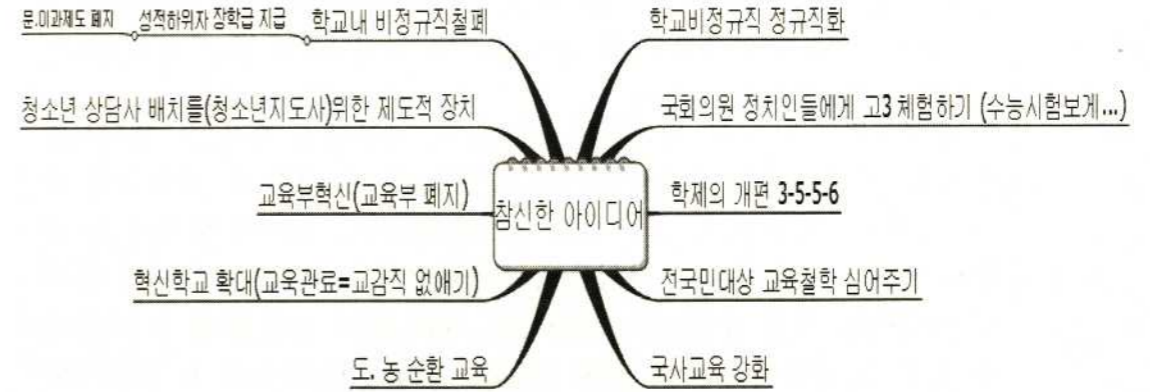 문.이과제도 폐지 성적하위자 장학급 지급 학교내 비정규직철폐
학교비정규직 정규직화
청소년 상담사 배치를(청소년지도사)위한 제도적 장치
국회의원 정치인들에게 고3 체험하기 (수능시험보게...)
교육부혁신(교육부 폐지)
참신한 아이디어
학제의 개편 3-5-5-6
혁신학교 확대(교육관료=교감직 없애기)
전국민대상 교육철학 심어주기
도. 농 순환 교육
국사교육 강화